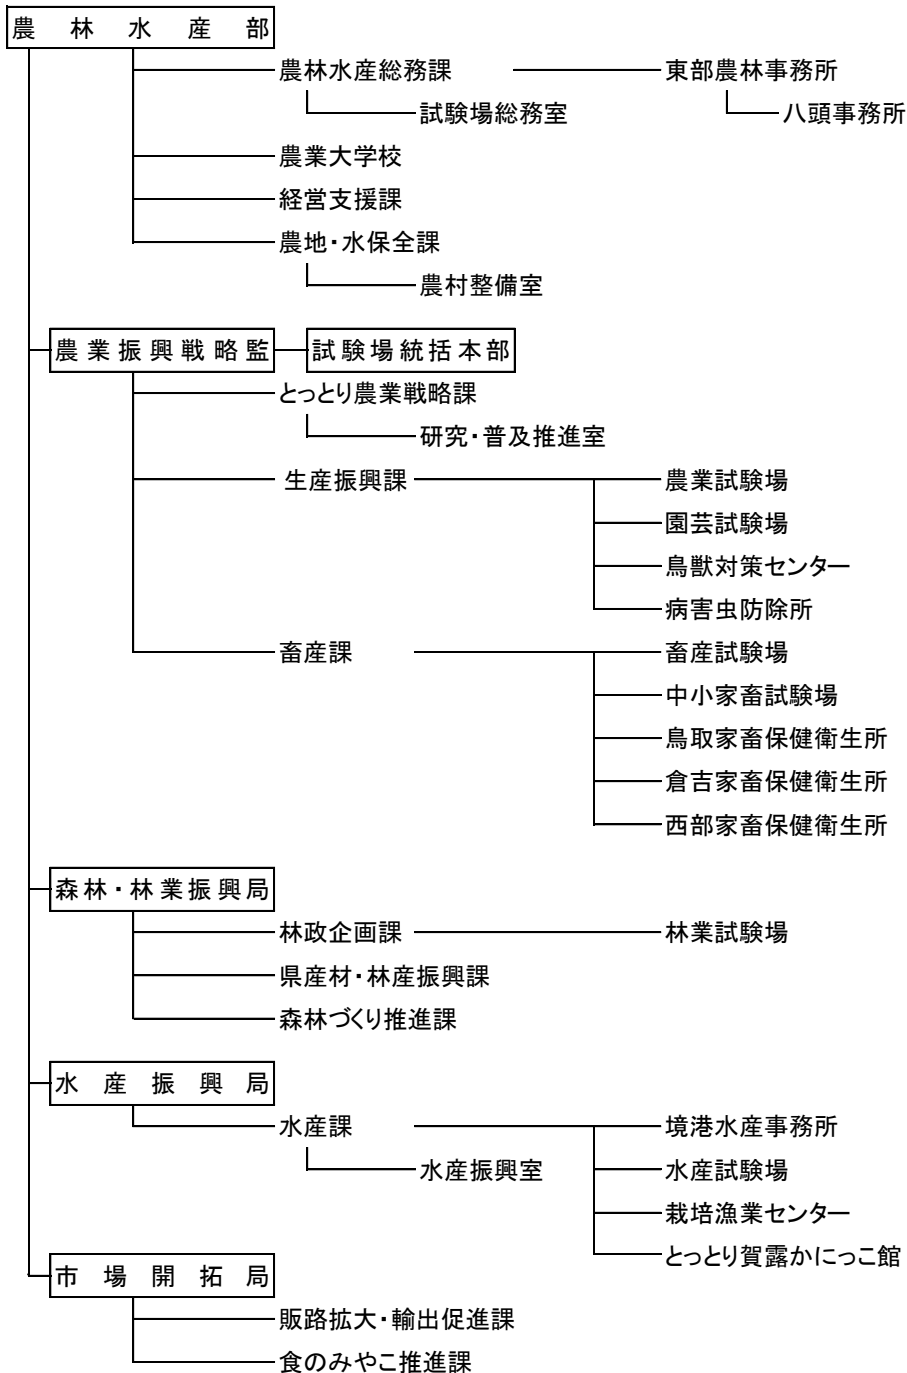 農林水産部
農林水産総務課 東部農林事務所
試験場総務室 八頭事務所
農業大学校
経営支援課
農地・水保全課
農村整備室
農業振興戦略監 試験場統括本部
とっとり農業戦略課
研究・普及推進室
生産振興課 農業試験場
園芸試験場
鳥獣対策センター
病害虫防除所
畜産課 畜産試験場
中小家畜試験場
鳥取家畜保健衛生所
倉吉家畜保健衛生所
西部家畜保健衛生所
森林・林業振興局
林政企画課 林業試験場
県産材・林産振興課
森林づくり推進課
水産振興局
水産課 境港水産事務所
水産振興室 水産試験場
栽培漁業センター
とっとり賀露かにっこ館
市場開拓局
販路拡大・輸出促進課
食のみやこ推進課